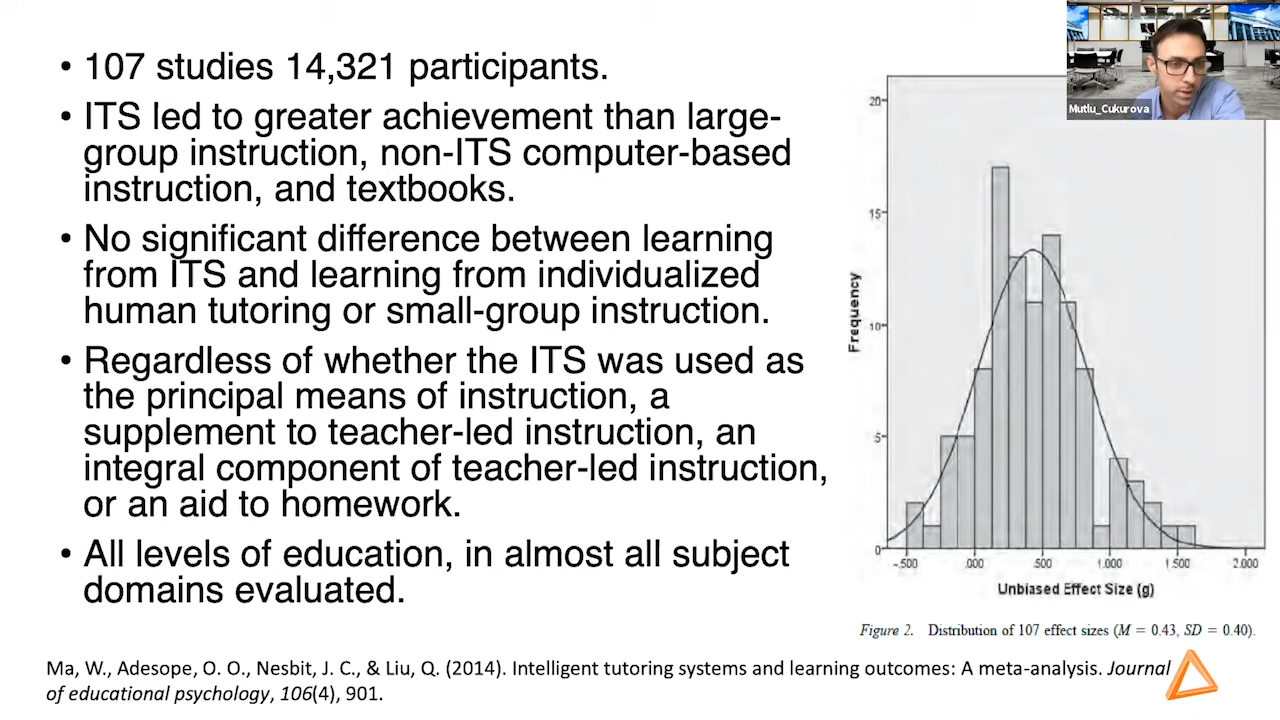 • 107 studies 14,321 participants.
• ITS led to greater achievement than large-
group instruction, non-ITS computer-based
instruction, and textbooks.
• No significant difference between learning
from ITS and learning from individualized
human tutoring or small-group instruction.
• Regardless of whether the ITS was used as
the principal means of instruction, a
supplement to teacher-led instruction, an
integral component of teacher-led instruction,
or an aid to homework.
• All levels of education, in almost all subject
domains evaluated.
Mutlu_Cukurova
20
15
10
5
0
Frequency
-.500 .000 .500 1.000 1.500 2.000
Unbiased Effect Size (g)
Figure 2. Distribution of 107 effect sizes (M = 0.43, SD = 0.40).
Ma, W., Adesope, O. O., Nesbit, J. C., & Liu, Q. (2014). Intelligent tutoring systems and learning outcomes: A meta-analysis. Journal
of educational psychology, 106(4), 901.